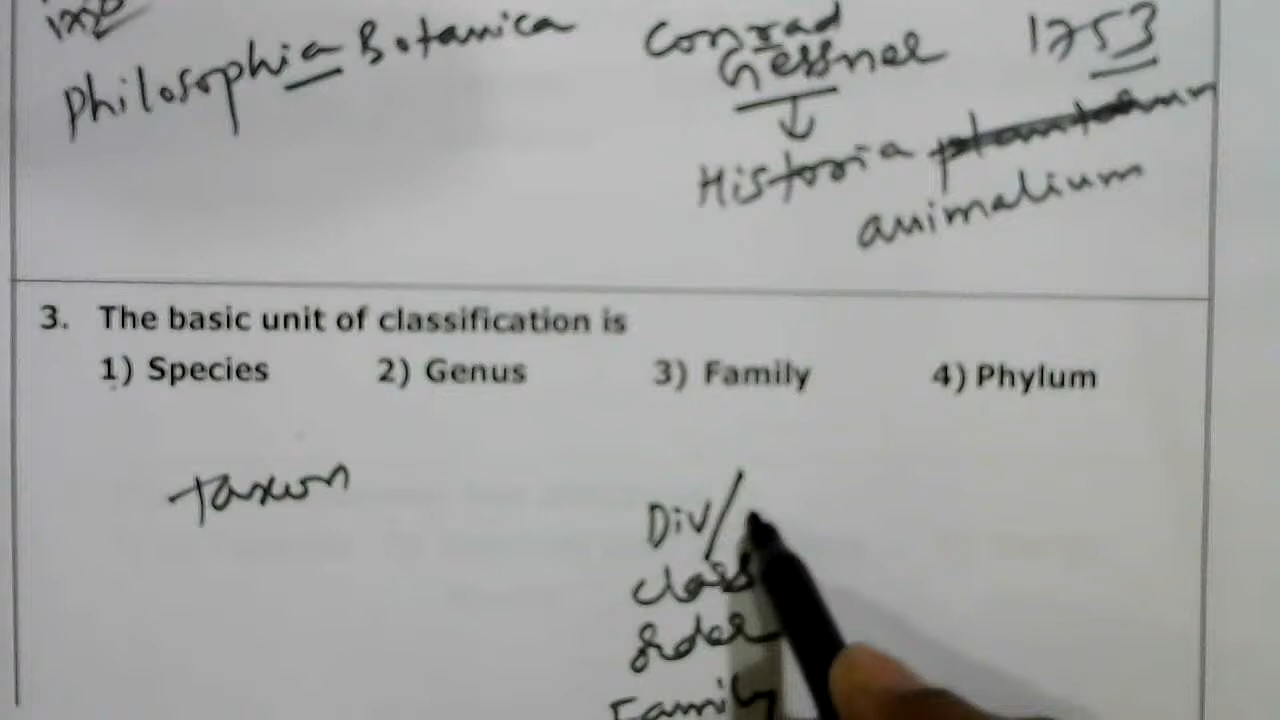 Philosophia Botanica
Conrad
Gessner
1753
Historia
animalium
3. The basic unit of classification is
1) Species 2) Genus 3) Family 4) Phylum
taxon
Div/
class
order
Family